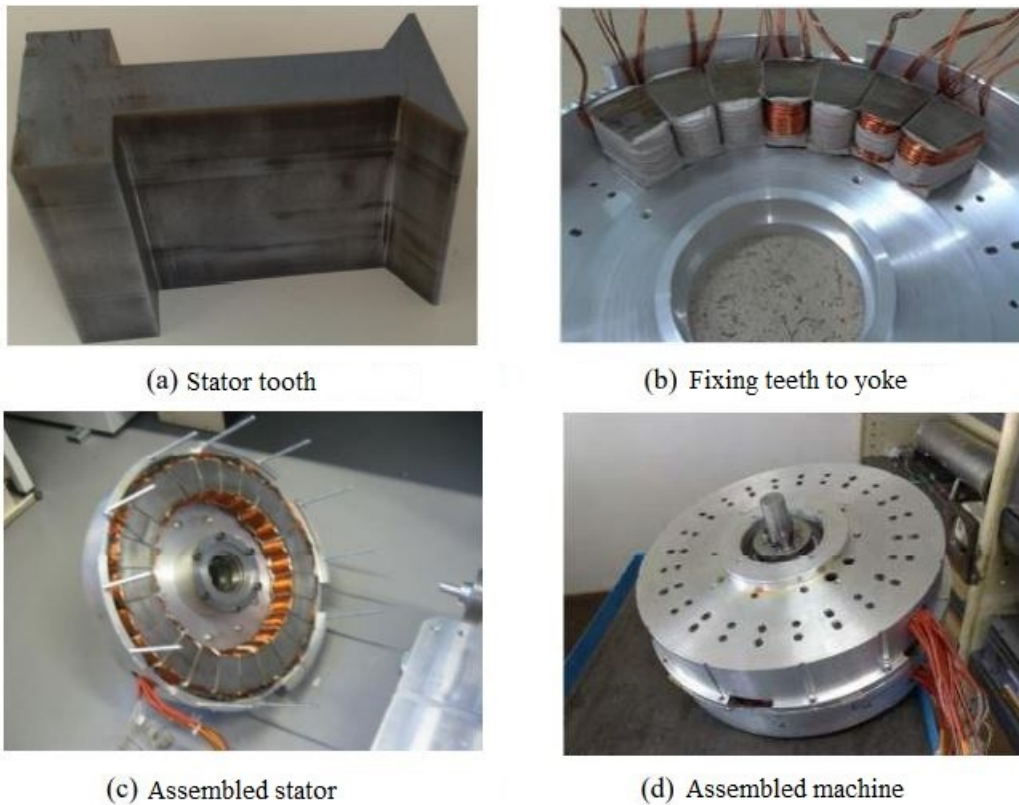 (a) Stator tooth
(b) Fixing teeth to yoke
(c) Assembled stator
(d) Assembled machine